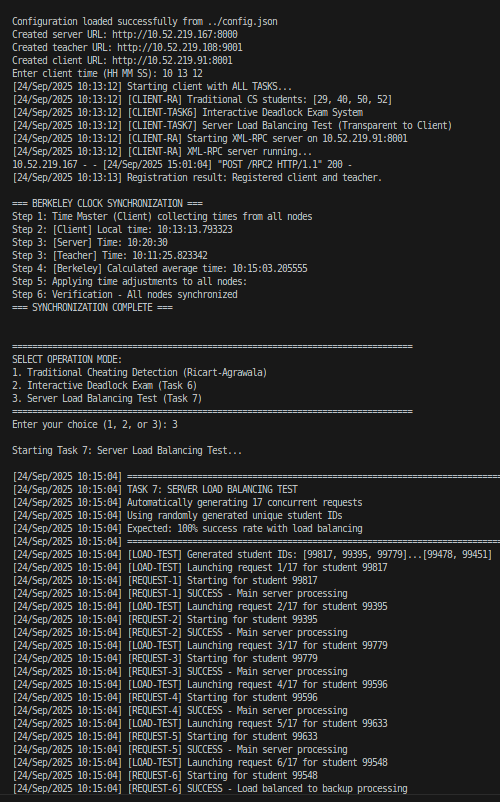 Configuration loaded successfully from ../config.json
Created server URL: http://10.52.219.167:8000
Created teacher URL: http://10.52.219.108:9001
Created client URL: http://10.52.219.91:8001
Enter client time (HH MM SS): 10 13 12
[24/Sep/2025 10:13:12] Starting client with ALL TASKS...
[24/Sep/2025 10:13:12] [CLIENT-RA] Traditional CS students: [29, 40, 50, 52]
[24/Sep/2025 10:13:12] [CLIENT-TASK6] Interactive Deadlock Exam System
[24/Sep/2025 10:13:12] [CLIENT-TASK7] Server Load Balancing Test (Transparent to Client)
[24/Sep/2025 10:13:12] [CLIENT-RA] Starting XML-RPC server on 10.52.219.91:8001
[24/Sep/2025 10:13:12] [CLIENT-RA] XML-RPC server running...
10.52.219.167 - - [24/Sep/2025 15:01:04] "POST /RPC2 HTTP/1.1" 200 -
[24/Sep/2025 10:13:13] Registration result: Registered client and teacher.
=== BERKELEY CLOCK SYNCHRONIZATION ===
Step 1: Time Master (Client) collecting times from all nodes
Step 2: [Client] Local time: 10:13:13.793323
Step 3: [Server] Time: 10:20:30
Step 3: [Teacher] Time: 10:11:25.823342
Step 4: [Berkeley] Calculated average time: 10:15:03.205555
Step 5: Applying time adjustments to all nodes:
Step 6: Verification - All nodes synchronized
=== SYNCHRONIZATION COMPLETE ===
================================================================================
SELECT OPERATION MODE:
1. Traditional Cheating Detection (Ricart-Agrawala)
2. Interactive Deadlock Exam (Task 6)
3. Server Load Balancing Test (Task 7)
================================================================================
Enter your choice (1, 2, or 3): 3
Starting Task 7: Server Load Balancing Test...
[24/Sep/2025 10:15:04] ===========================================================================
[24/Sep/2025 10:15:04] TASK 7: SERVER LOAD BALANCING TEST
[24/Sep/2025 10:15:04] Automatically generating 17 concurrent requests
[24/Sep/2025 10:15:04] Using randomly generated unique student IDs
[24/Sep/2025 10:15:04] Expected: 100% success rate with load balancing
[24/Sep/2025 10:15:04] ===========================================================================
[24/Sep/2025 10:15:04] [LOAD-TEST] Generated student IDs: [99817, 99395, 99779]...[99478, 99451]
[24/Sep/2025 10:15:04] [LOAD-TEST] Launching request 1/17 for student 99817
[24/Sep/2025 10:15:04] [REQUEST-1] Starting for student 99817
[24/Sep/2025 10:15:04] [REQUEST-1] SUCCESS - Main server processing
[24/Sep/2025 10:15:04] [LOAD-TEST] Launching request 2/17 for student 99395
[24/Sep/2025 10:15:04] [REQUEST-2] Starting for student 99395
[24/Sep/2025 10:15:04] [REQUEST-2] SUCCESS - Main server processing
[24/Sep/2025 10:15:04] [LOAD-TEST] Launching request 3/17 for student 99779
[24/Sep/2025 10:15:04] [REQUEST-3] Starting for student 99779
[24/Sep/2025 10:15:04] [REQUEST-3] SUCCESS - Main server processing
[24/Sep/2025 10:15:04] [LOAD-TEST] Launching request 4/17 for student 99596
[24/Sep/2025 10:15:04] [REQUEST-4] Starting for student 99596
[24/Sep/2025 10:15:04] [REQUEST-4] SUCCESS - Main server processing
[24/Sep/2025 10:15:04] [LOAD-TEST] Launching request 5/17 for student 99633
[24/Sep/2025 10:15:04] [REQUEST-5] Starting for student 99633
[24/Sep/2025 10:15:04] [REQUEST-5] SUCCESS - Main server processing
[24/Sep/2025 10:15:04] [LOAD-TEST] Launching request 6/17 for student 99548
[24/Sep/2025 10:15:04] [REQUEST-6] Starting for student 99548
[24/Sep/2025 10:15:04] [REQUEST-6] SUCCESS - Load balanced to backup processing